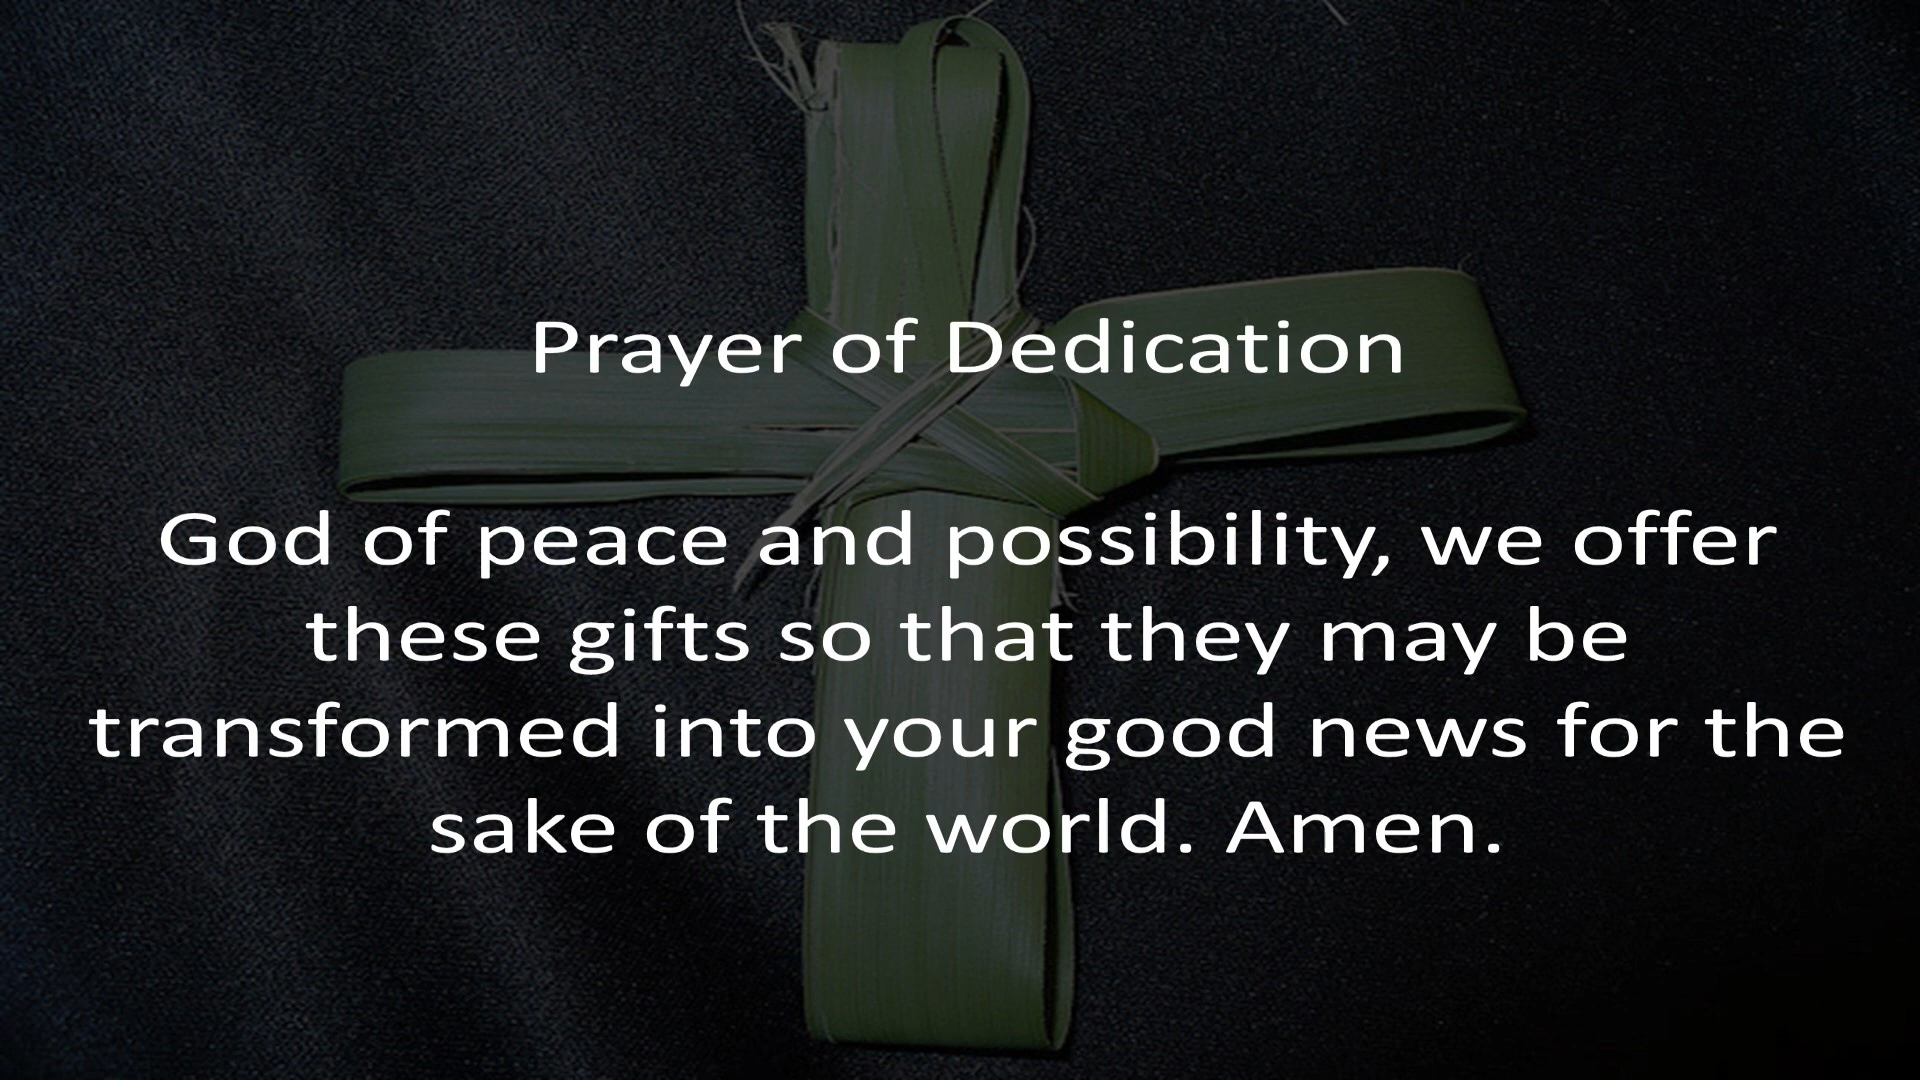 Prayer of Dedication
God of peace and possibility, we offer
these gifts so that they may be
transformed into your good news for the
sake of the world. Amen.